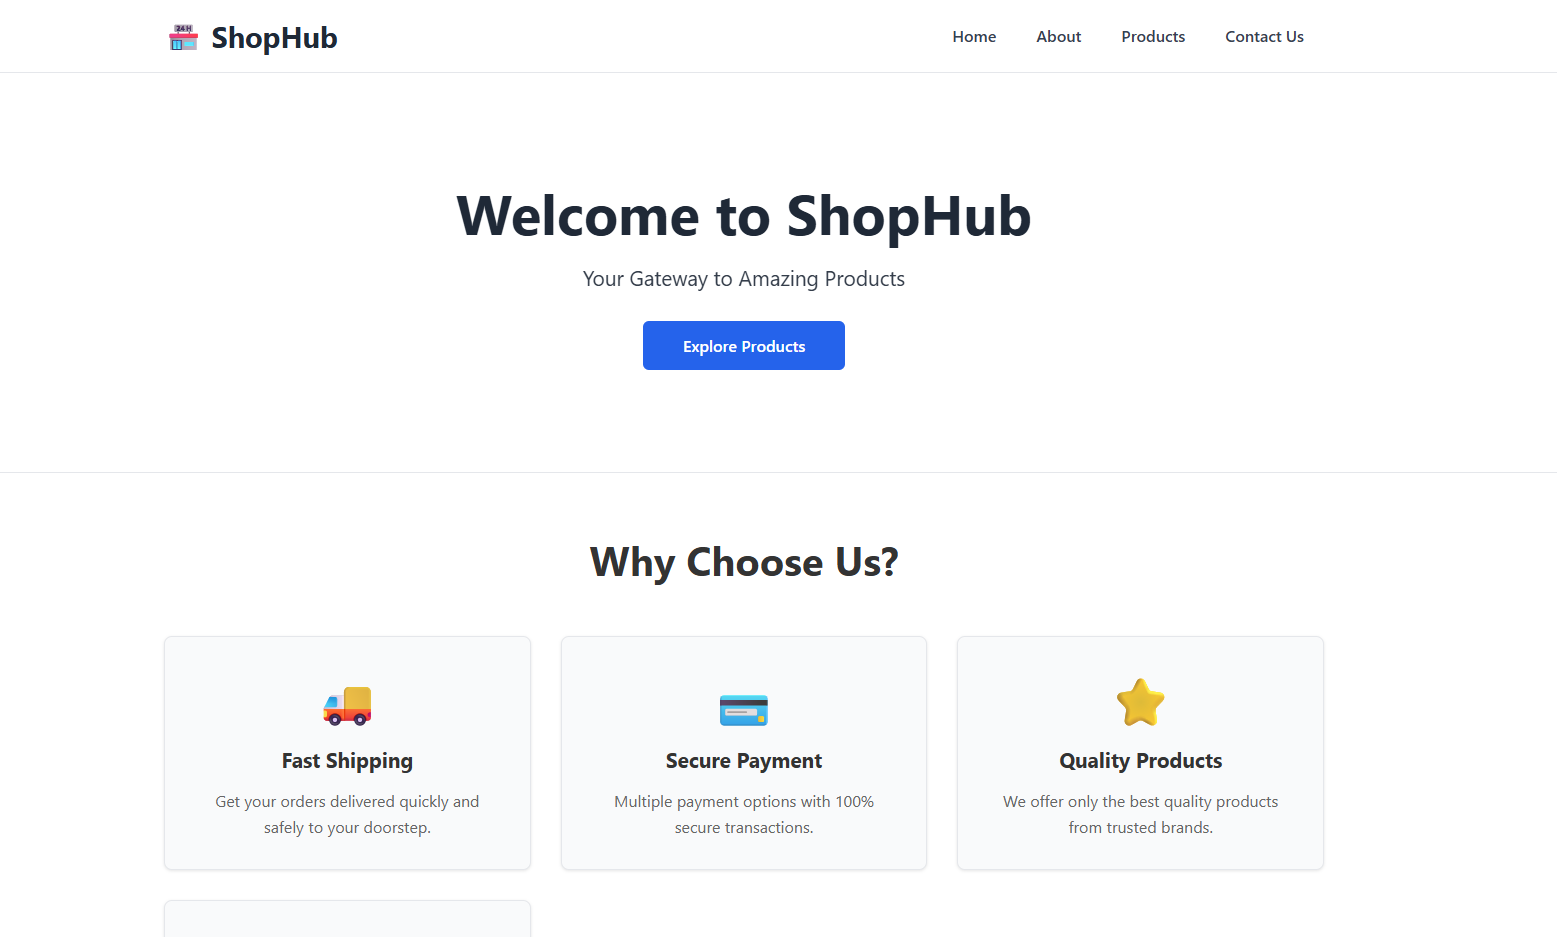 24H
ShopHub
Home
About
Products
Contact Us
Welcome to ShopHub
Your Gateway to Amazing Products
Explore Products
Why Choose Us?
Fast Shipping
Get your orders delivered quickly and
safely to your doorstep.
Secure Payment
Multiple payment options with 100%
secure transactions.
Quality Products
We offer only the best quality products
from trusted brands.